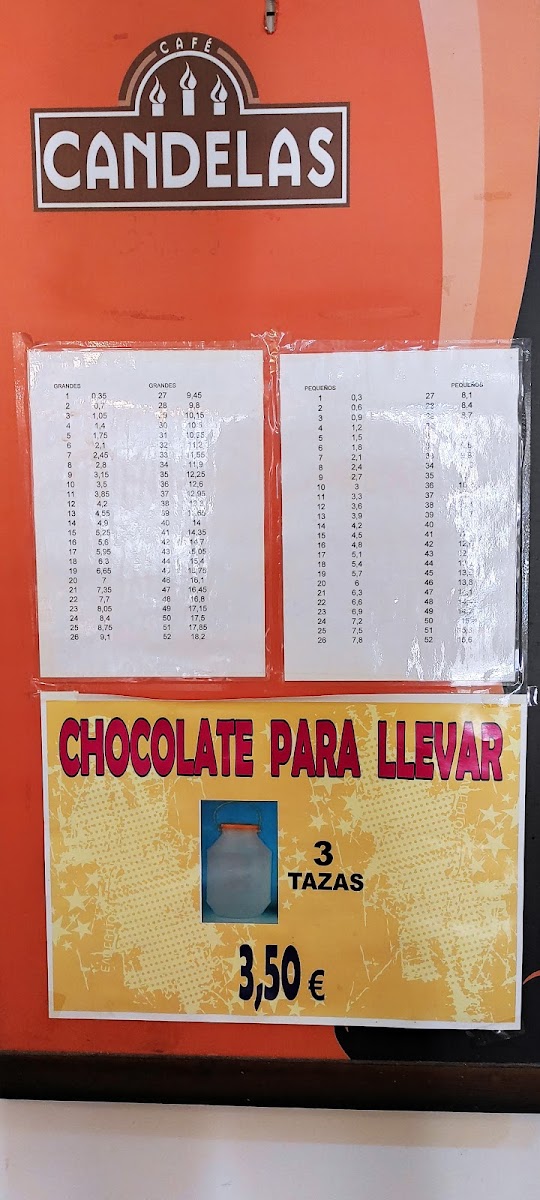 CAFÉ
CANDELAS
GRANDES GRANDES
1 0,35 27 9,45
2 0,7 28 9,8
3 1,05 29 10,15
4 1,4 30 10,5
5 1,75 31 10,85
6 2,1 32 11,2
7 2,45 33 11,55
8 2,8 34 11,9
9 3,15 35 12,25
10 3,5 36 12,6
11 3,85 37 12,95
12 4,2 38
13 4,55 39 13,65
14 4,9 40 14
15 5,25 41 14,35
16 5,6 42 14,7
17 5,95 43 15,05
18 6,3 44 15,4
19 6,65 45 15,75
20 7 46 16,1
21 7,35 47 16,45
22 7,7 48 16,8
23 8,05 49 17,15
24 8,4 50 17,5
25 8,75 51 17,85
26 9,1 52 18,2
PEQUEÑOS PEQUEÑOS
1 0,3 27 8,1
2 0,6 28 8,4
3 0,9 8,7
4 1,2
5 1,5
6 1,8
7 2,1
8 2,4 34
9 2,7 35
10 3 36
11 3,3 37
12 3,6 38
13 3,9 39
14 4,2 40
15 4,5 41
16 4,8 42
17 5,1 43
18 5,4 44
19 5,7 45
20 6 46 13,8
21 6,3 47 14,1
22 6,6 48
23 6,9 49
24 7,2 50
25 7,5 51
26 7,8 52 15,6
CHOCOLATE PARA LLEVAR
3
TAZAS
3,50 €